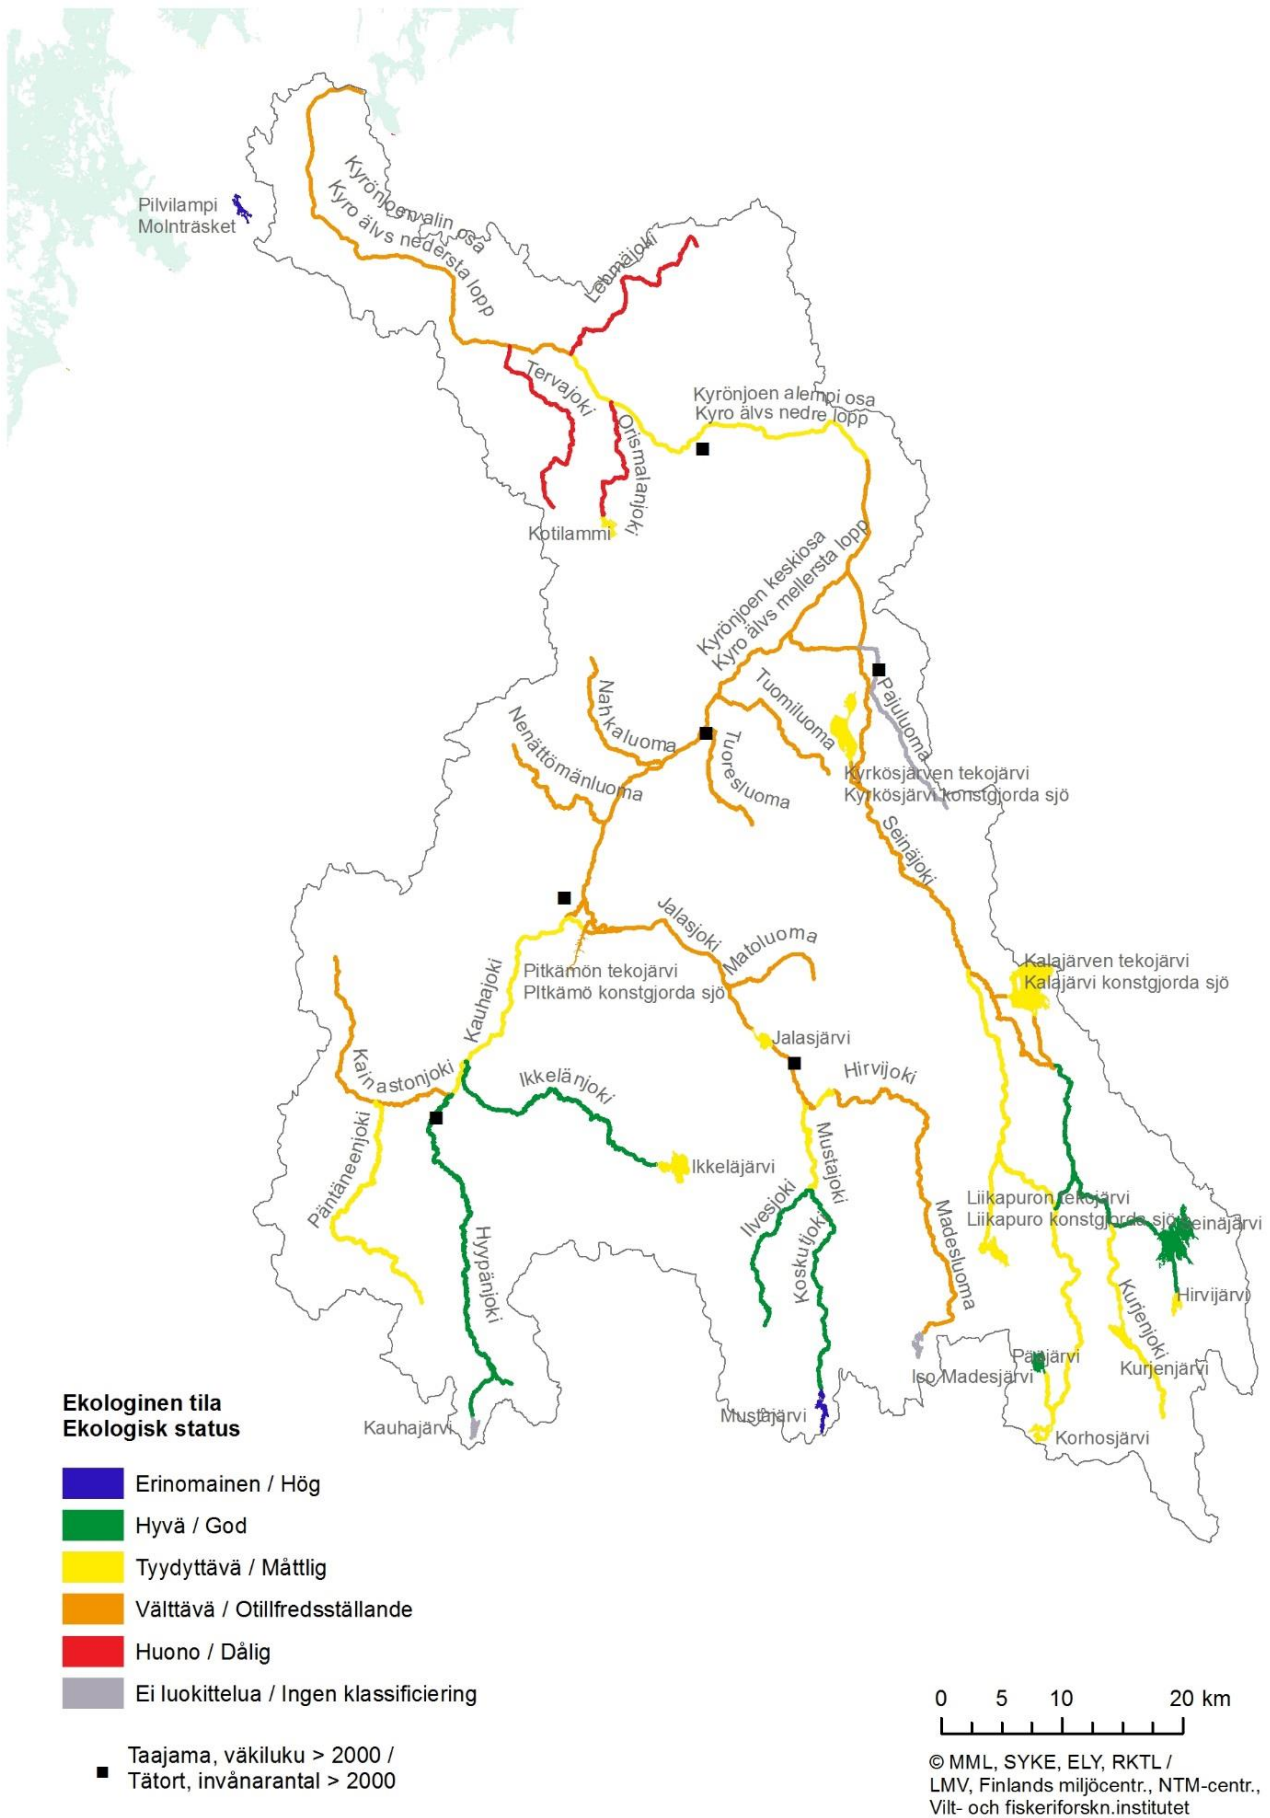 Pilvilampi
Molnträsket
Kyrönjoen alin osa
Kyro älvs nedersta lopp
Lehmäjoki
Tervajoki
Orismalanjoki
Kyrönjoen alempi osa
Kyro älvs nedre lopp
Kotilammi
Kyrönjoen keskiosa
Kyro älvs mellersta lopp
Nahkaluoma
Nenättömänluoma
Tuomiluoma
Tuoresluoma
Pajuluoma
Kyrkösjärven tekojärvi
Kyrkösjärvi konstgjorda sjö
Seinäjoki
Jalasjoki
Matoluoma
Kauhajoki
Pitkämön tekojärvi
PItkämö konstgjorda sjö
Kalajärven tekojärvi
Kalajärvi konstgjorda sjö
Jalasjärvi
Kainastonjoki
Ikkelänjoki
Hirvijoki
Päntäneenjoki
Ikkeläjärvi
Mustajoki
Ilvesjoki
Koskutjoki
Madesluoma
Liikapuron tekojärvi
Liikapuro konstgjorda sjö
Seinäjärvi
Hyypänjoki
Hirvijärvi
Kurjenjoki
Pääjärvi
Iso Madesjärvi
Kurjenjärvi
Kauhajärvi
Mustajärvi
Korhosjärvi
Ekologinen tila
Ekologisk status
Erinomainen / Hög
Hyvä / God
Tyydyttävä / Måttlig
Välttävä / Otillfredsställande
Huono / Dålig
Ei luokittelua / Ingen klassificiering
Taajama, väkiluku > 2000 /
Tätort, invånarantal > 2000
0 5 10 20 km
© MML, SYKE, ELY, RKTL /
LMV, Finlands miljöcentr., NTM-centr.,
Vilt- och fiskeriforskn.institutet